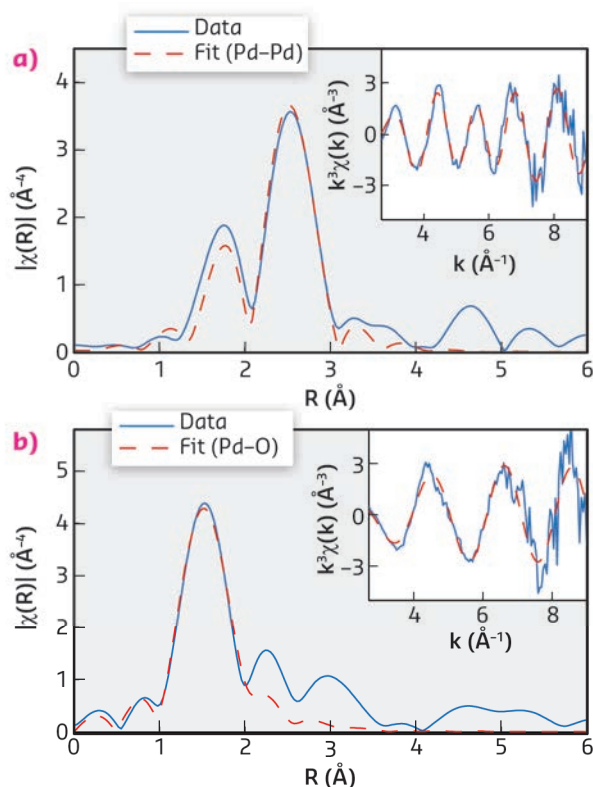 a)
Data
Fit (Pd–Pd)
4
3
2
1
0
|χ(R)| (Å⁻⁴)
0 1 2 3 4 5 6
R (Å)
3
0
−3
k³χ(k) (Å⁻³)
4 6 8
k (Å⁻¹)
b)
Data
Fit (Pd–O)
5
4
3
2
1
0
|χ(R)| (Å⁻⁴)
0 1 2 3 4 5 6
R (Å)
3
0
−3
k³χ(k) (Å⁻³)
4 6 8
k (Å⁻¹)